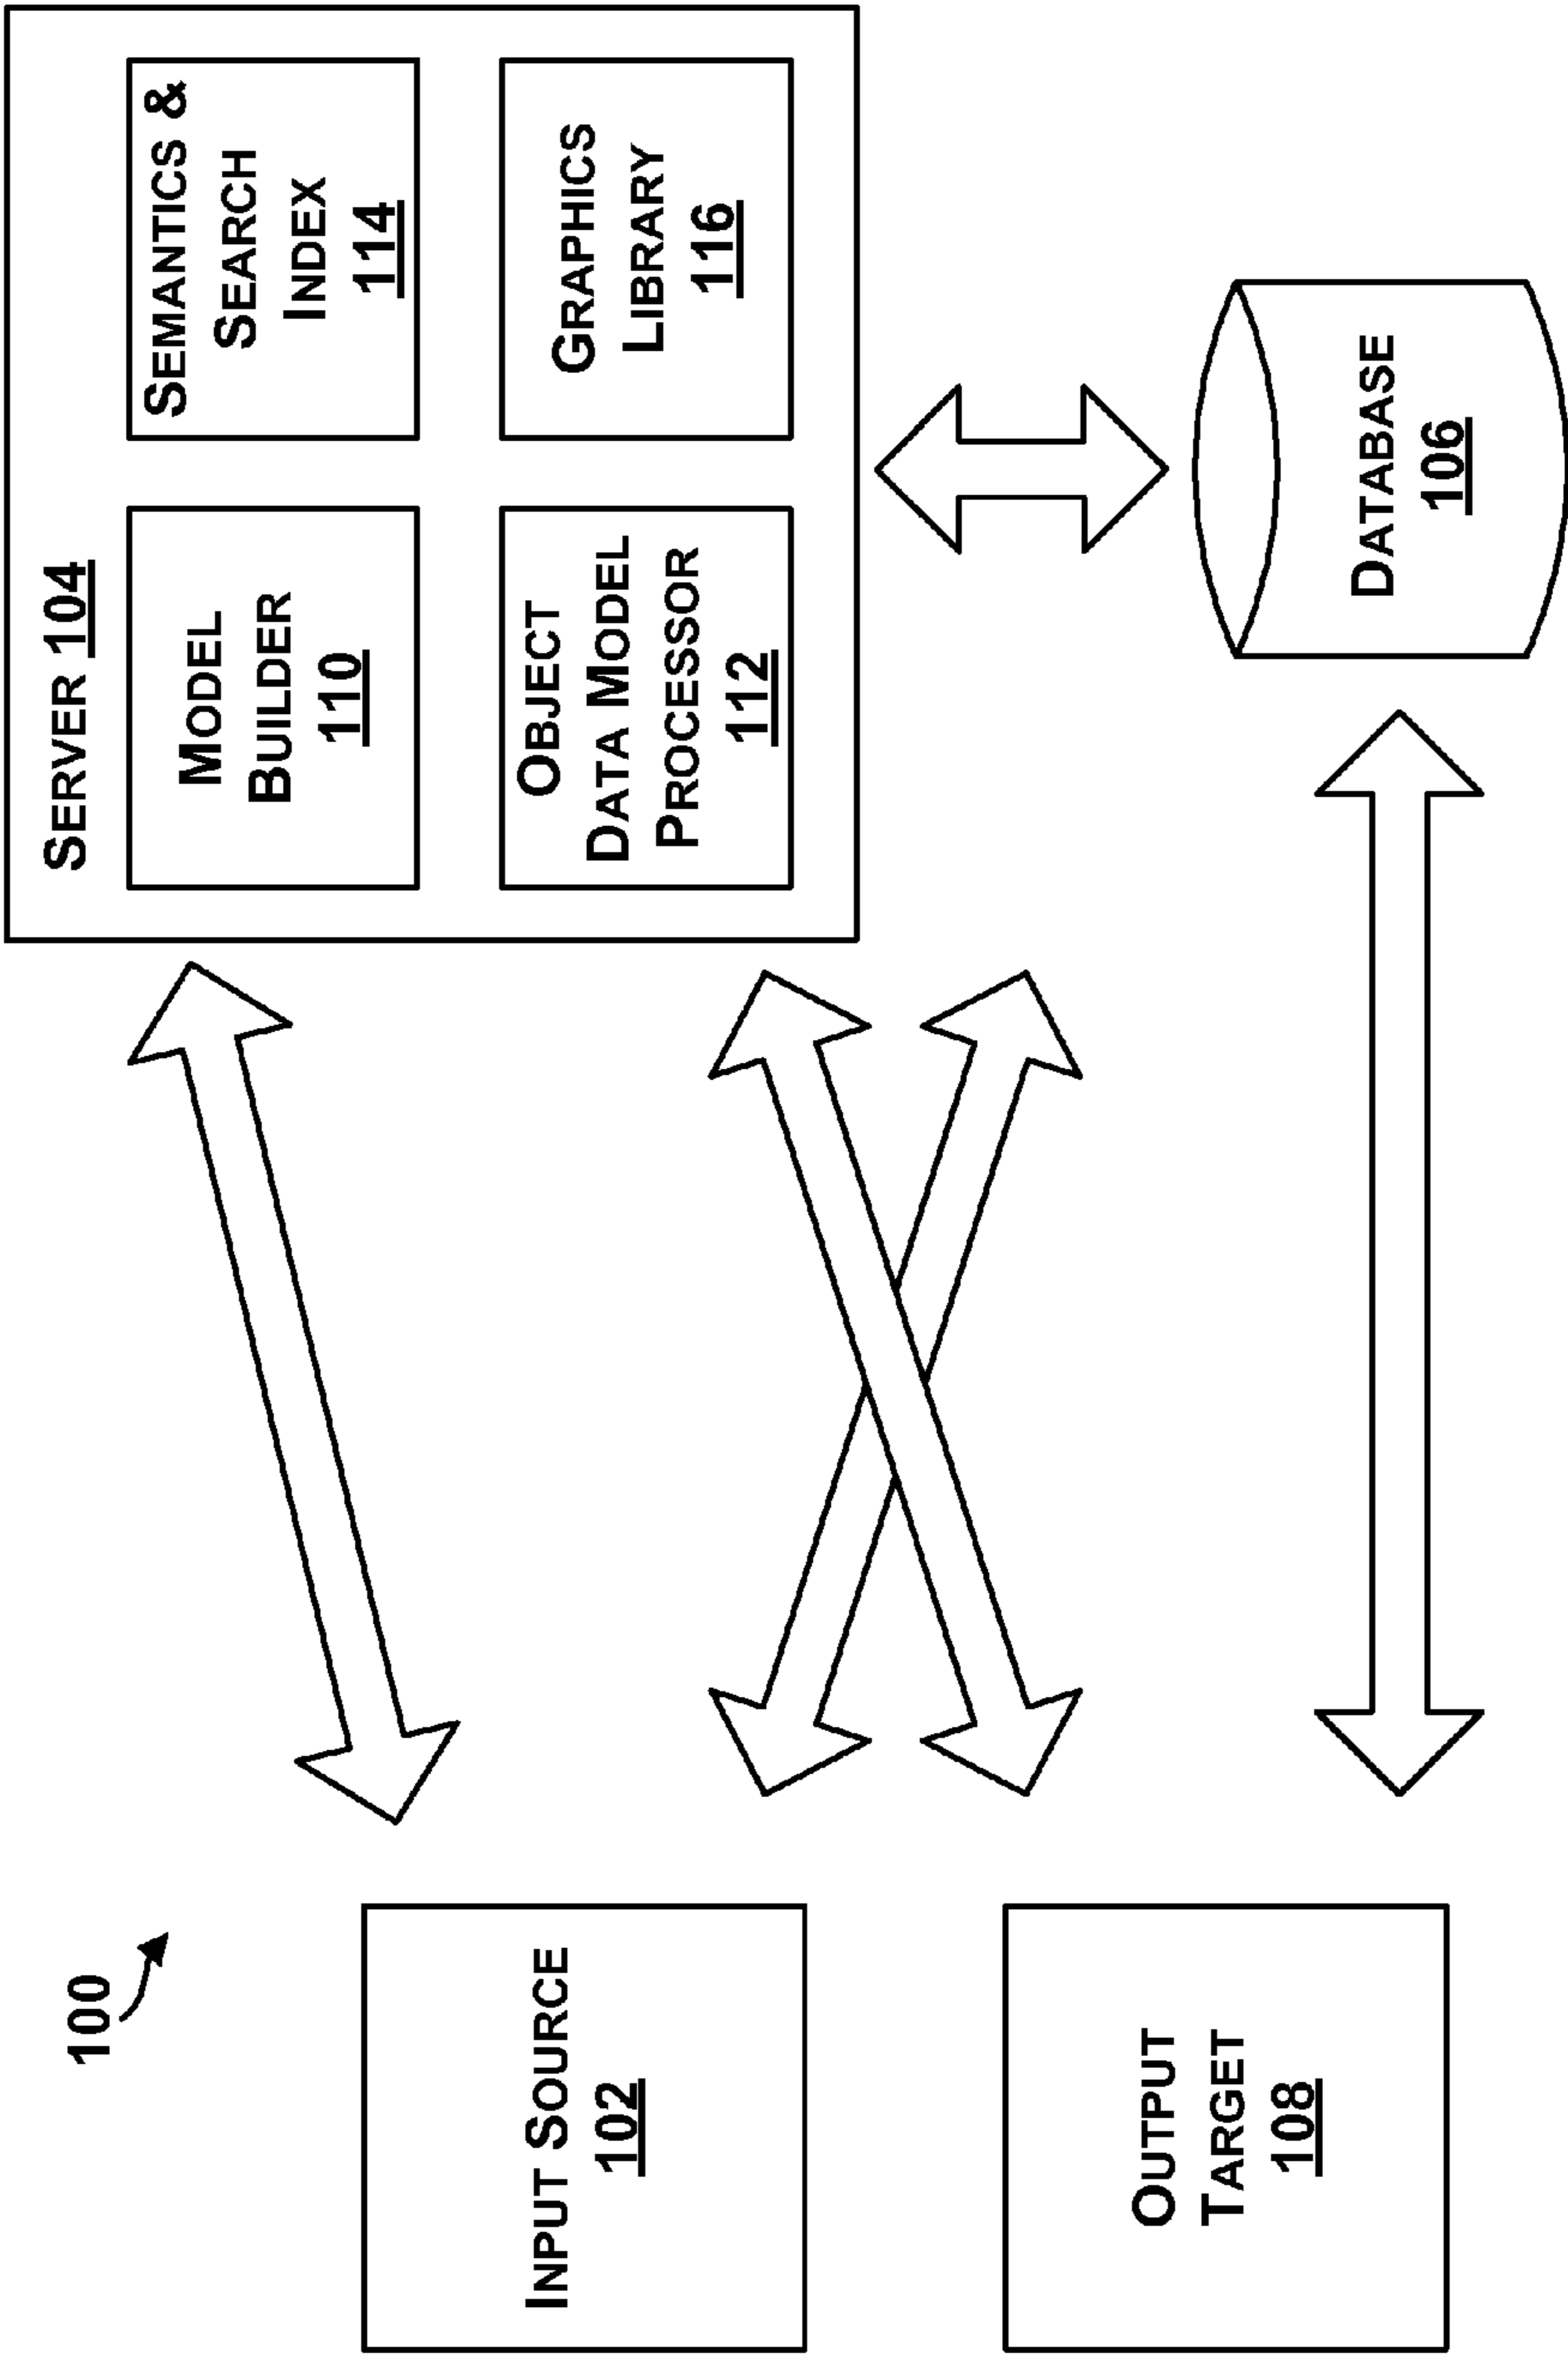 100
INPUT SOURCE
102
OUTPUT
TARGET
108
SERVER 104
MODEL
BUILDER
110
SEMANTICS &
SEARCH
INDEX
114
OBJECT
DATA MODEL
PROCESSOR
112
GRAPHICS
LIBRARY
116
DATABASE
106